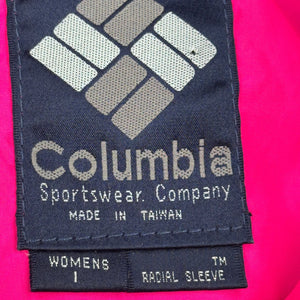 Columbia
Sportswear Company
MADE IN TAIWAN
WOMENS
I
TM
RADIAL SLEEVE